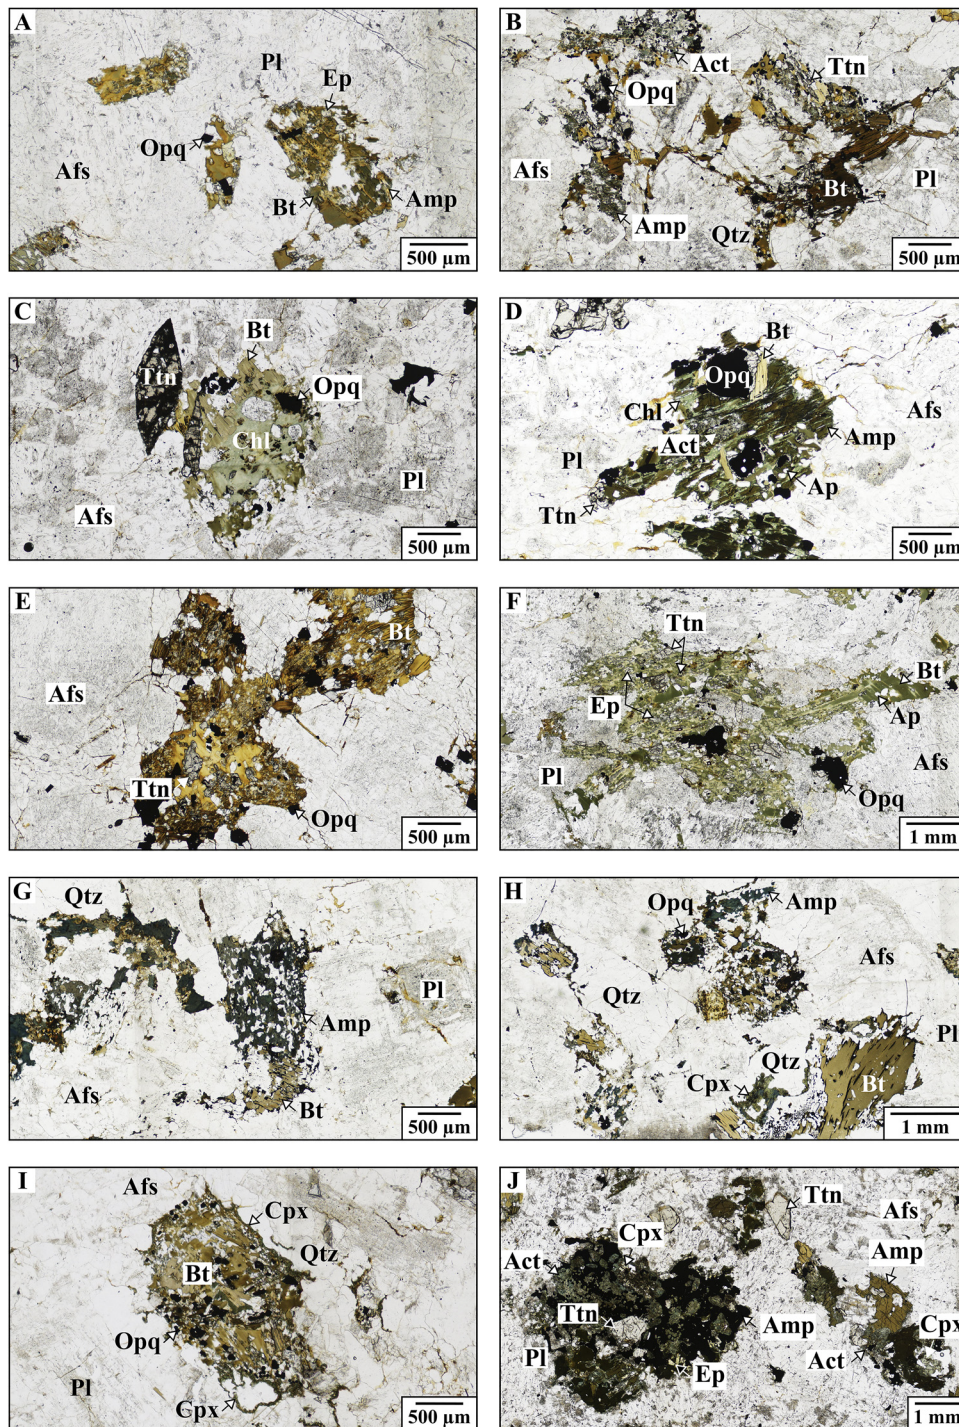 A
Pl
Ep
Opq
Afs
Bt
Amp
500 µm
B
Act
Ttn
Opq
Afs
Bt
Pl
Amp
Qtz
500 µm
C
Bt
Ttn
Opq
Chl
Pl
Afs
500 µm
D
Bt
Opq
Chl
Afs
Act
Amp
Pl
Ap
Ttn
500 µm
E
Bt
Afs
Ttn
Opq
500 µm
F
Ttn
Bt
Ep
Ap
Pl
Afs
Opq
1 mm
G
Qtz
Pl
Amp
Afs
Bt
500 µm
H
Opq
Amp
Afs
Qtz
Pl
Qtz
Cpx
Bt
1 mm
I
Afs
Cpx
Qtz
Bt
Opq
Pl
Cpx
500 µm
J
Ttn
Cpx
Afs
Act
Amp
Ttn
Amp
Cpx
Pl
Act
Ep
1 mm